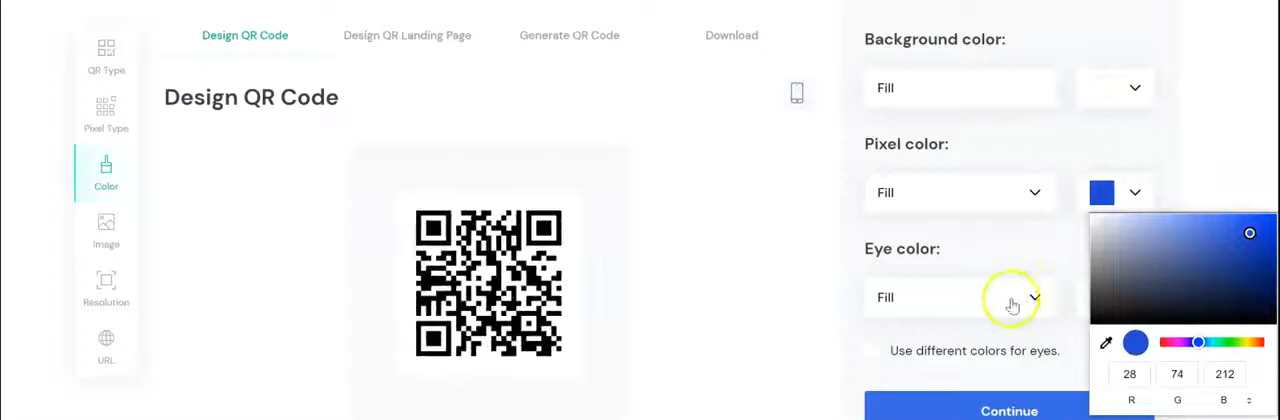 QR Type
Pixel Type
Color
Image
Resolution
URL
Design QR Code
Design QR Landing Page
Generate QR Code
Download
Design QR Code
Background color:
Fill
Pixel color:
Fill
Eye color:
Fill
Use different colors for eyes.
Continue
28
74
212
R
G
B